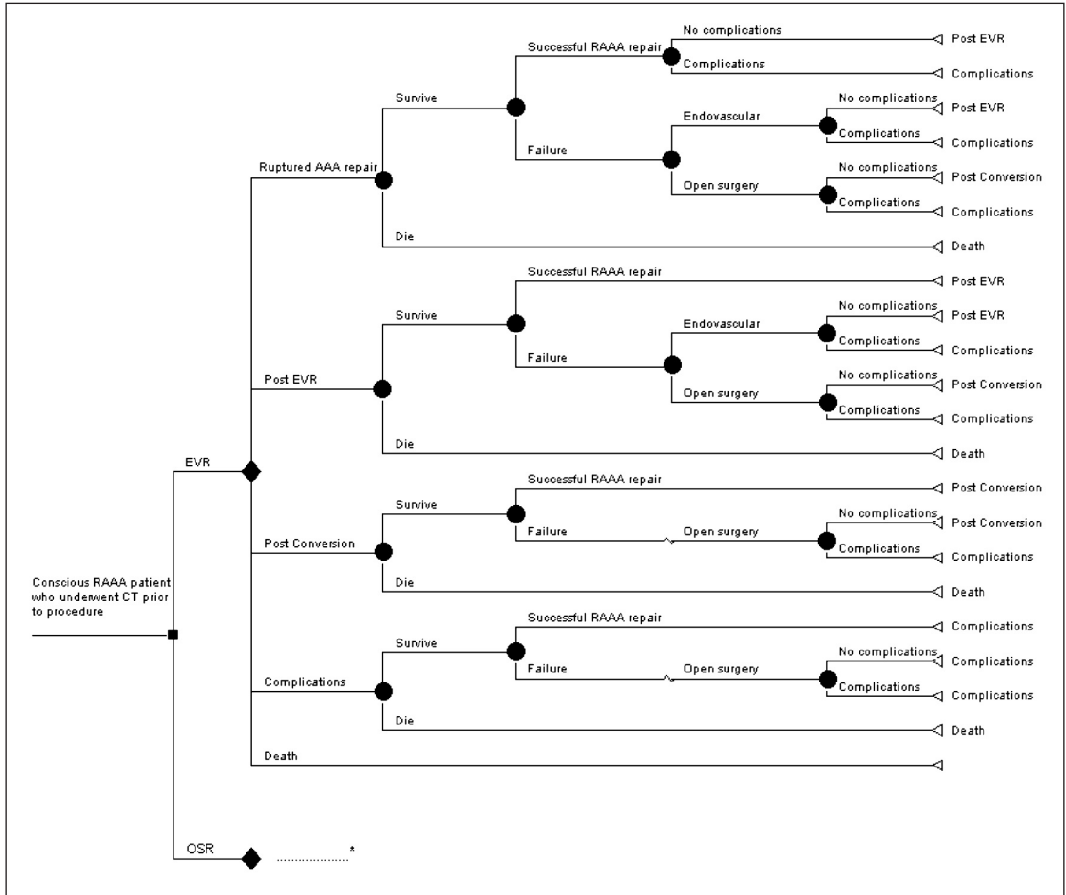 No complications
Successful RAAA repair
Post EVR
Complications
Complications
Survive
No complications
Endovascular
Post EVR
Complications
Complications
Failure
No complications
Ruptured AAA repair
Open surgery
Post Conversion
Complications
Complications
Die
Death
Successful RAAA repair
Post EVR
No complications
Survive
Endovascular
Post EVR
Complications
Complications
Failure
No complications
Post EVR
Open surgery
Post Conversion
Complications
Complications
Die
Death
EVR
Successful RAAA repair
Post Conversion
Survive
No complications
Post Conversion
Failure
Open surgery
Post Conversion
Complications
Complications
Conscious RAAA patient
who underwent CT prior
to procedure
Die
Death
Successful RAAA repair
Complications
Survive
No complications
Complications
Failure
Open surgery
Complications
Complications
Complications
Die
Death
Death
OSR
....................*